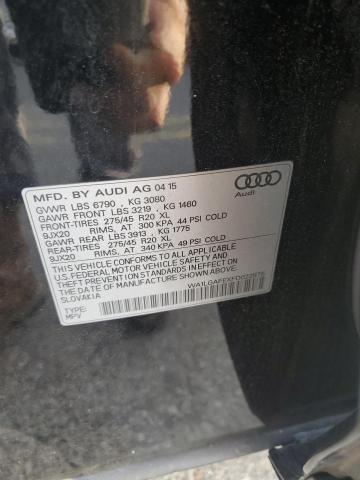 MFD. BY AUDI AG 04 15
GVWR LBS 6790 , KG 3080
GAWR FRONT LBS 3219 , KG 1460
FRONT-TIRES 275/45 R20 XL
9JX20 RIMS, AT 300 KPA 44 PSI COLD
GAWR REAR LBS 3913 , KG 1775
REAR-TIRES 275/45 R20 XL
9JX20 RIMS, AT 340 KPA 49 PSI COLD
THIS VEHICLE CONFORMS TO ALL APPLICABLE
U.S. FEDERAL MOTOR VEHICLE SAFETY AND
THEFT PREVENTION STANDARDS IN EFFECT ON
THE DATE OF MANUFACTURE SHOWN ABOVE.
SLOVAKIA
TYPE:
MPV
Audi